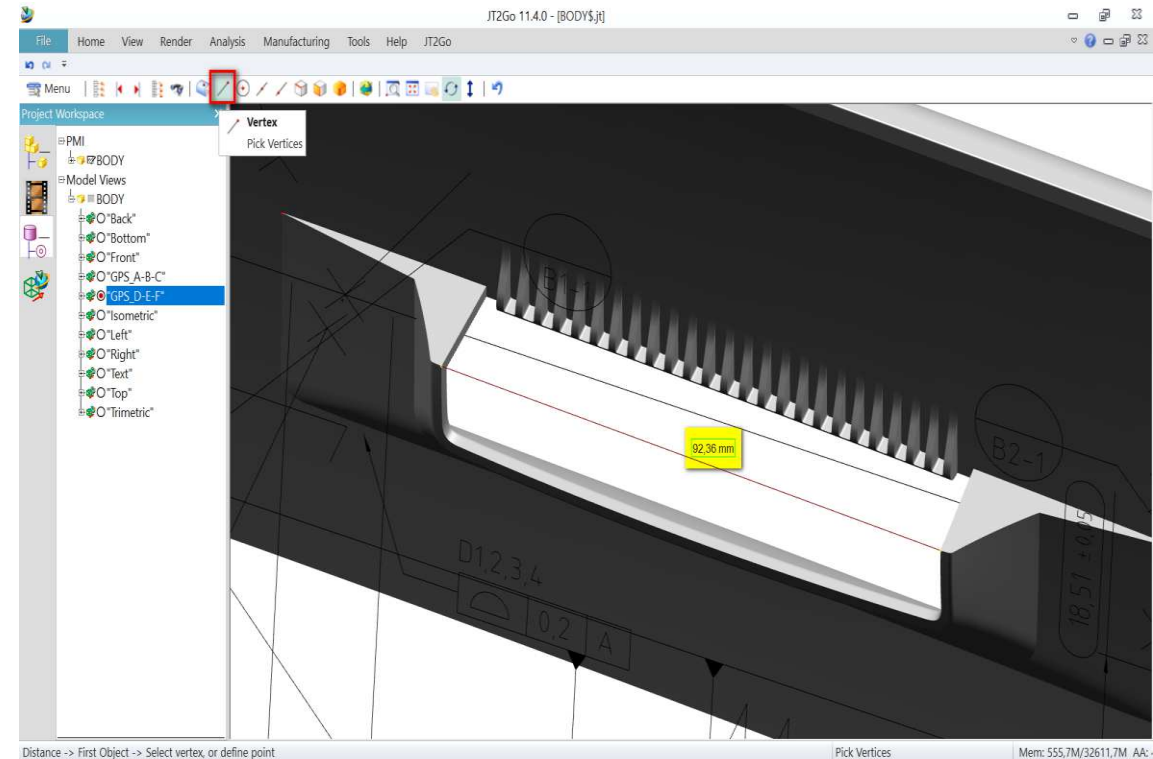 JT2Go 11.4.0 - [BODY$.jt]
File Home View Render Analysis Manufacturing Tools Help JT2Go
Menu
Project Workspace
Vertex
Pick Vertices
PMI
BODY
Model Views
BODY
"Back"
"Bottom"
"Front"
"GPS_A-B-C"
"GPS_D-E-F"
"Isometric"
"Left"
"Right"
"Text"
"Top"
"Trimetric"
B1-1
B2-1
92,36 mm
18,51 ±0,05
D1,2,3,4
0,2 A
Distance -> First Object -> Select vertex, or define point
Pick Vertices
Mem: 555,7M/32611,7M AA: